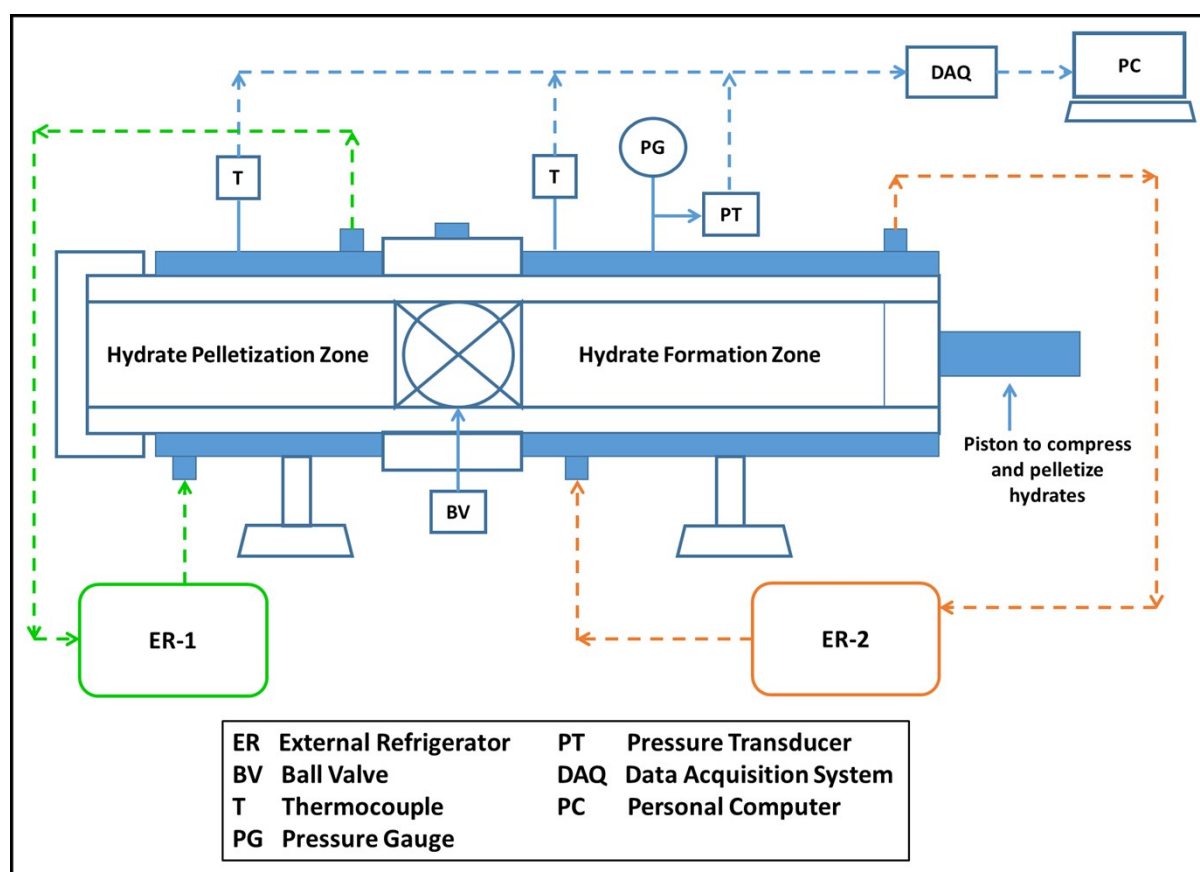 DAQ
PC
PG
T
T
PT
Hydrate Pelletization Zone
Hydrate Formation Zone
Piston to compress
and pelletize
hydrates
BV
ER-1
ER-2
ER External Refrigerator
BV Ball Valve
T Thermocouple
PG Pressure Gauge
PT Pressure Transducer
DAQ Data Acquisition System
PC Personal Computer